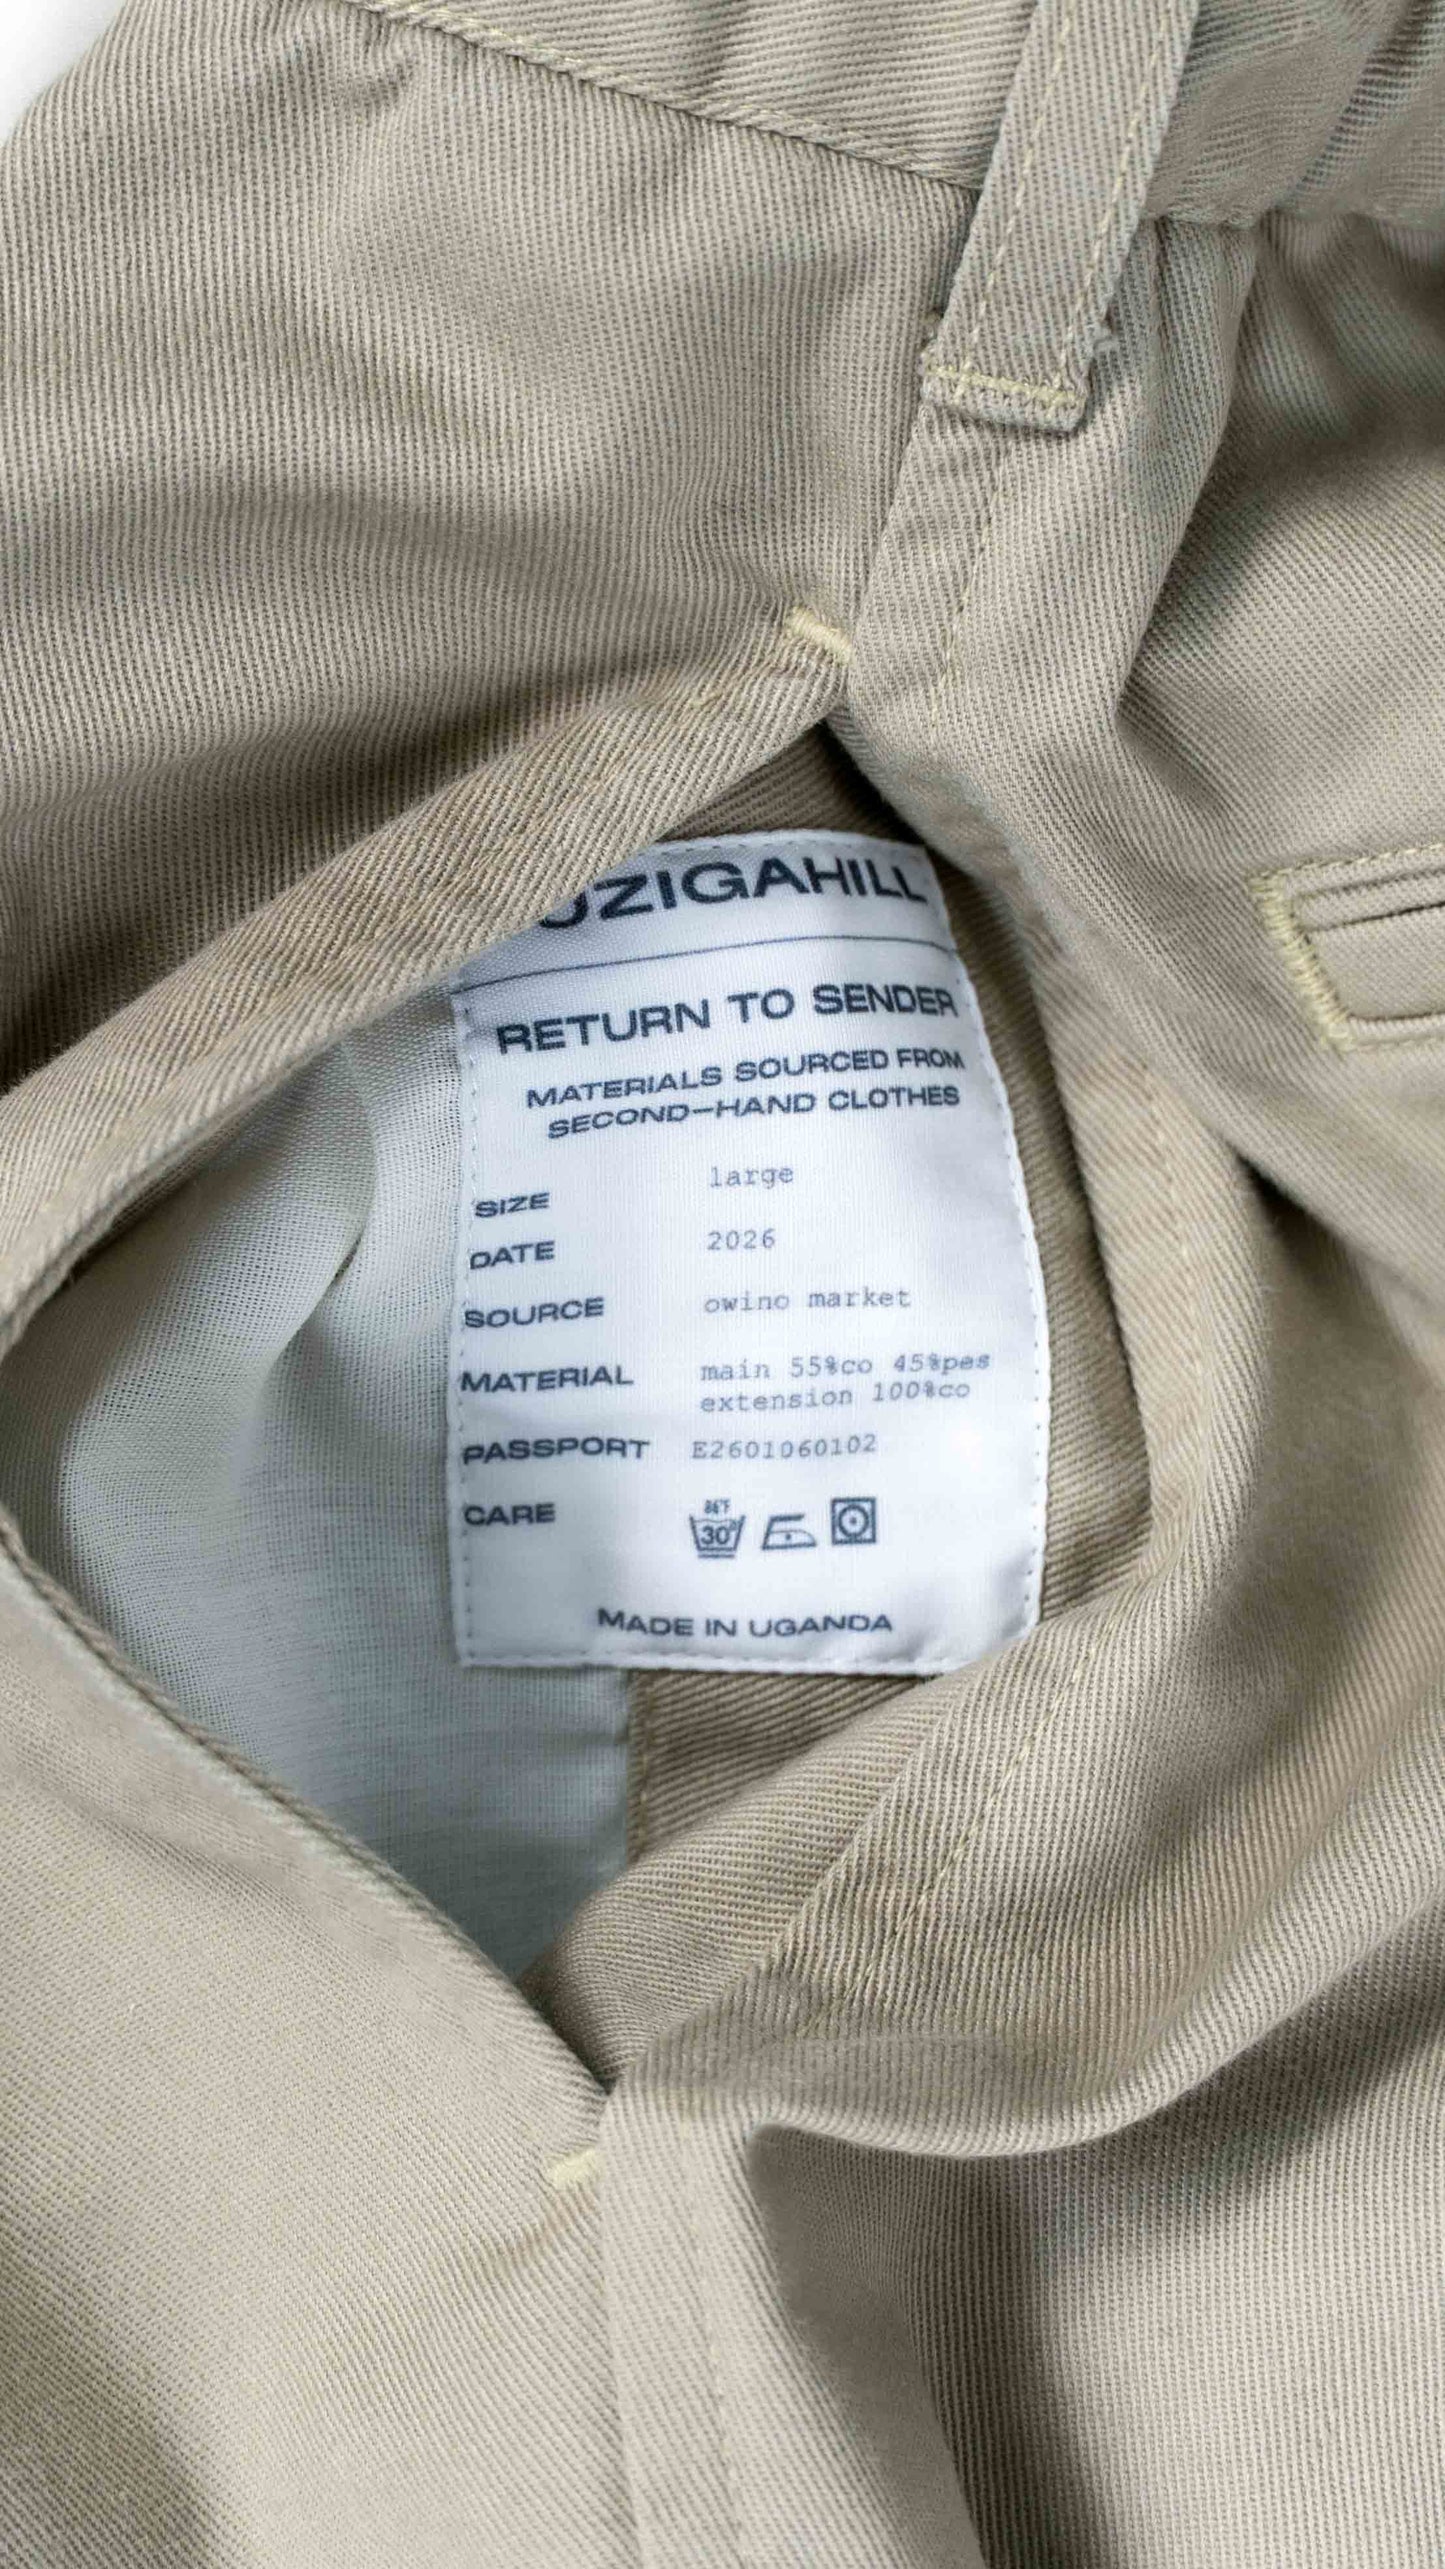 UZIGAHILL
RETURN TO SENDER
MATERIALS SOURCED FROM
SECOND-HAND CLOTHES
SIZE large
DATE 2026
SOURCE owino market
MATERIAL main 55%co 45%pes
extension 100%co
PASSPORT E2601060102
CARE 86°F
30°
MADE IN UGANDA